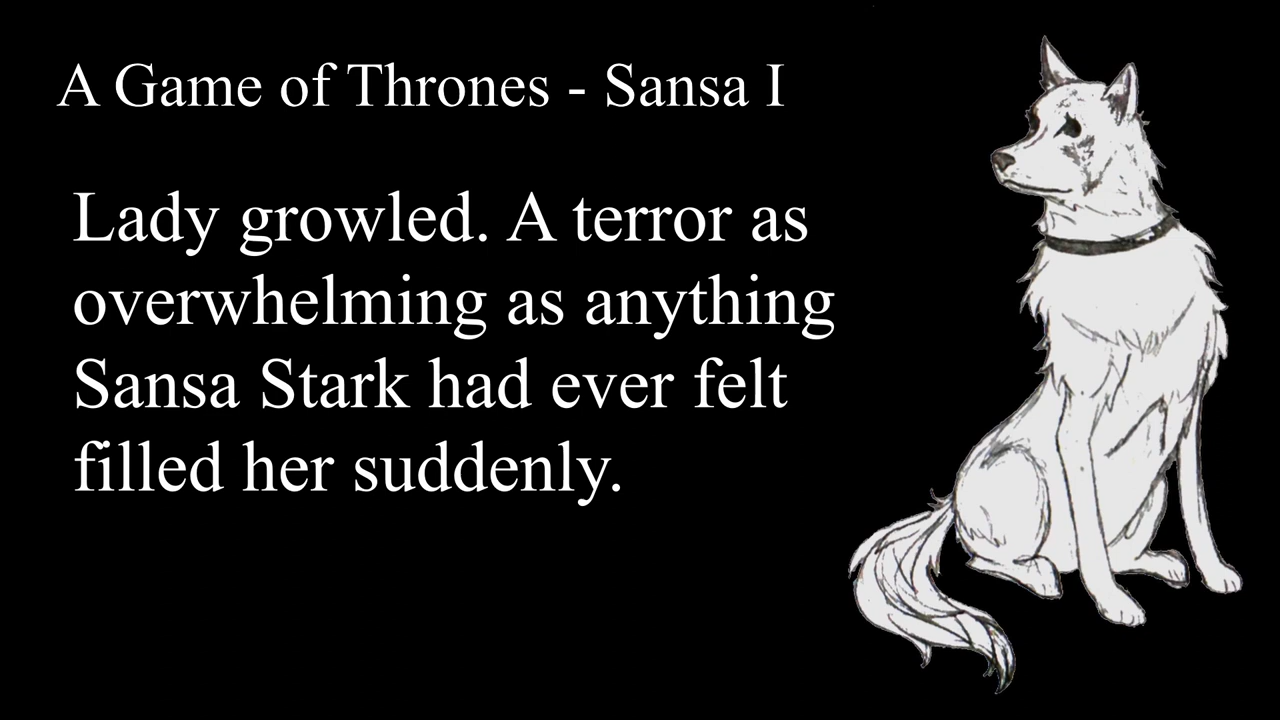 A Game of Thrones - Sansa I
Lady growled. A terror as
overwhelming as anything
Sansa Stark had ever felt
filled her suddenly.